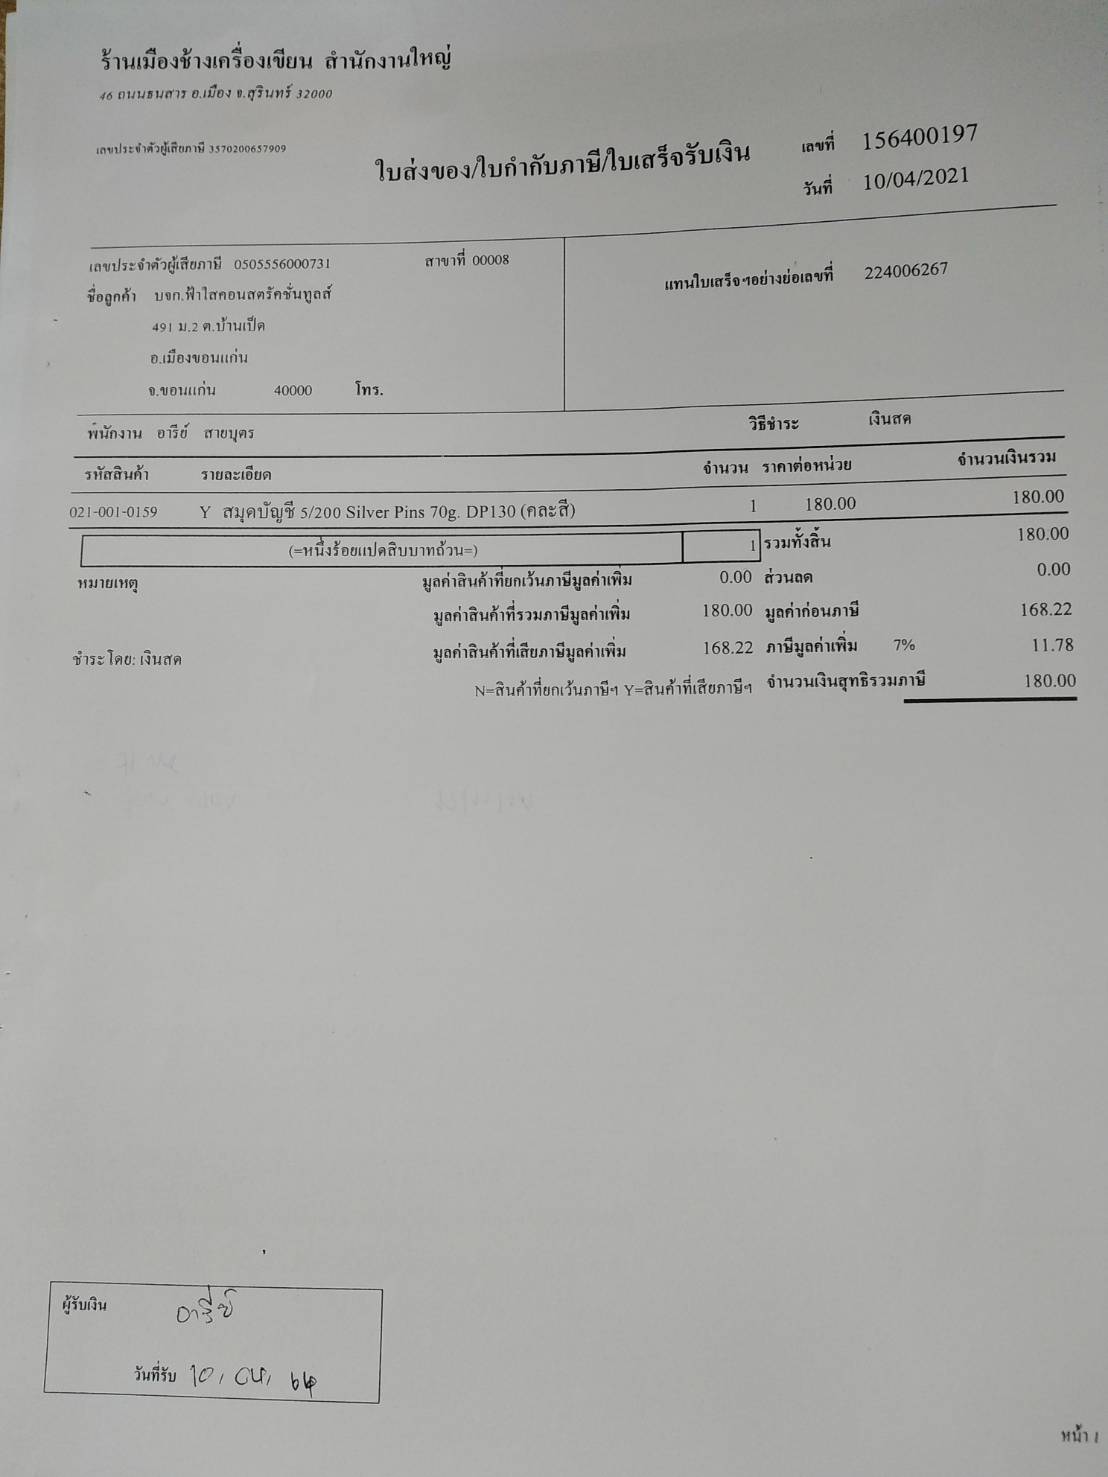 ร้านเมืองช้างเครื่องเขียน สำนักงานใหญ่
46 ถนนธนสาร อ.เมือง จ.สุรินทร์ 32000
เลขประจำตัวผู้เสียภาษี 3570200657909
ใบส่งของ/ใบกำกับภาษี/ใบเสร็จรับเงิน
เลขที่ 156400197
วันที่ 10/04/2021
เลขประจำตัวผู้เสียภาษี 0505556000731 สาขาที่ 00008
แทนใบเสร็จฯอย่างย่อเลขที่ 224006267
ชื่อลูกค้า บจก.ฟ้าใสคอนสตรัคชั่นทูลส์
491 ม.2 ต.บ้านเป็ด
อ.เมืองขอนแก่น
จ.ขอนแก่น 40000 โทร.
พนักงาน อารีย์ สายบุตร วิธีชำระ เงินสด
รหัสสินค้า รายละเอียด จำนวน ราคาต่อหน่วย จำนวนเงินรวม
021-001-0159 Y สมุดบัญชี 5/200 Silver Pins 70g. DP130 (คละสี) 1 180.00 180.00
(=หนึ่งร้อยแปดสิบบาทถ้วน=) 1 รวมทั้งสิ้น 180.00
หมายเหตุ มูลค่าสินค้าที่ยกเว้นภาษีมูลค่าเพิ่ม 0.00 ส่วนลด 0.00
มูลค่าสินค้าที่รวมภาษีมูลค่าเพิ่ม 180.00 มูลค่าก่อนภาษี 168.22
ชำระโดย: เงินสด มูลค่าสินค้าที่เสียภาษีมูลค่าเพิ่ม 168.22 ภาษีมูลค่าเพิ่ม 7% 11.78
N=สินค้าที่ยกเว้นภาษีฯ Y=สินค้าที่เสียภาษีฯ จำนวนเงินสุทธิรวมภาษี 180.00
ผู้รับเงิน อารีย์
วันที่รับ 10, เม, 64
หน้า 1